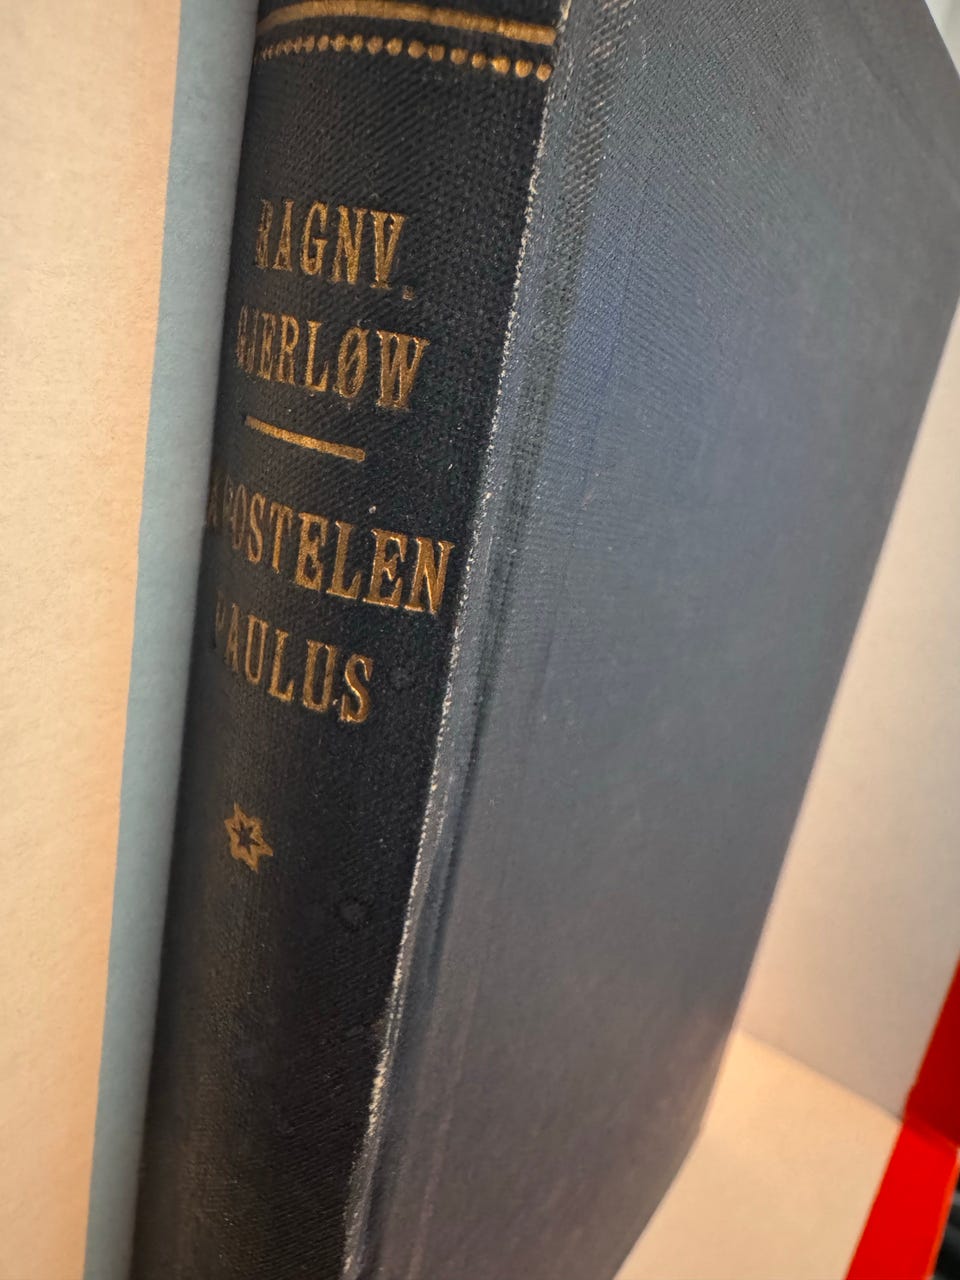 RAGNV.
GJERLØW
APOSTELEN
PAULUS